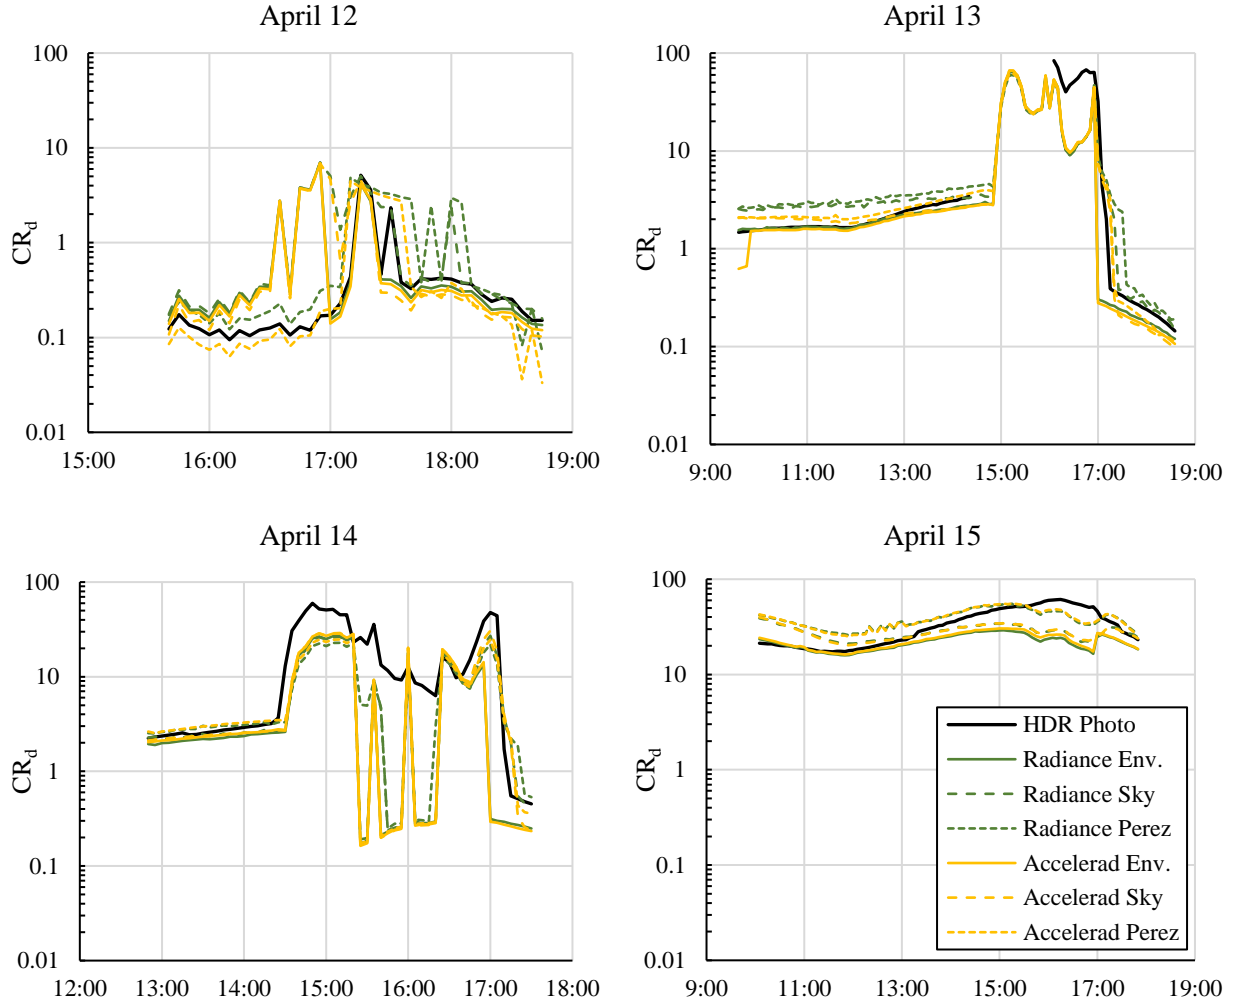 April 12
100
10
1
0.1
0.01
CRd
15:00 16:00 17:00 18:00 19:00
April 13
100
10
1
0.1
0.01
CRd
9:00 11:00 13:00 15:00 17:00 19:00
April 14
100
10
1
0.1
0.01
CRd
12:00 13:00 14:00 15:00 16:00 17:00 18:00
April 15
100
10
1
0.1
0.01
CRd
9:00 11:00 13:00 15:00 17:00 19:00
HDR Photo
Radiance Env.
Radiance Sky
Radiance Perez
Accelerad Env.
Accelerad Sky
Accelerad Perez